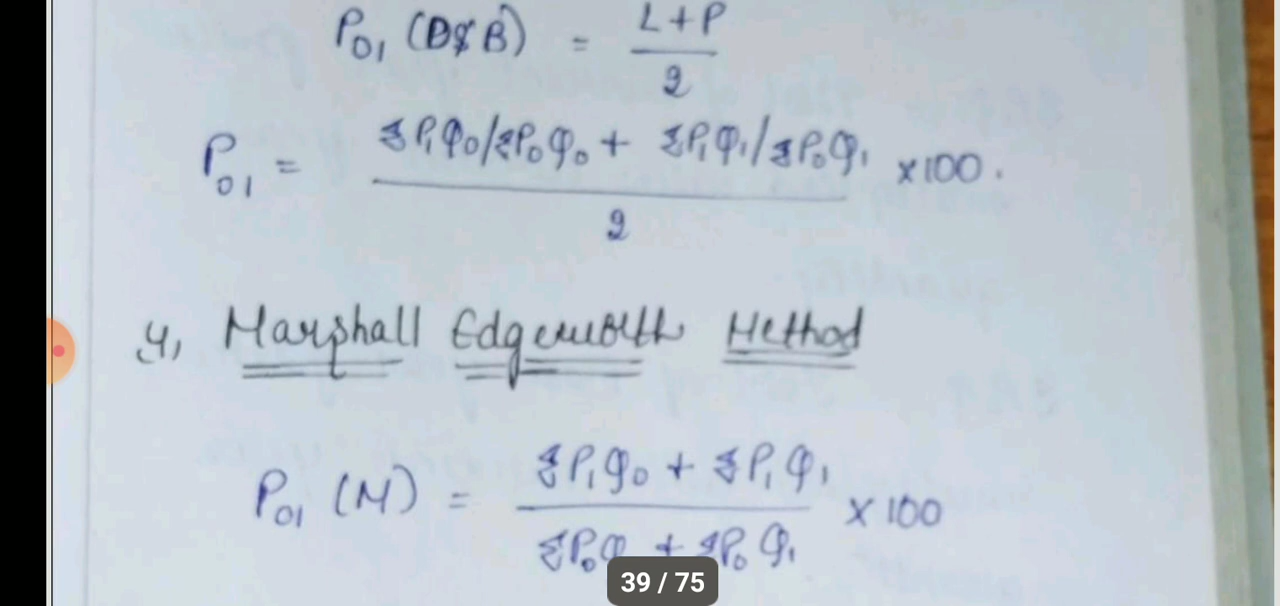 P₀₁ (D&B) = L+P / 2
P₀₁ = ΣP₁q₀/ΣP₀q₀ + ΣP₁q₁/ΣP₀q₁ / 2 ×100.
4, Marshall Edgeworth Method
P₀₁ (M) = ΣP₁q₀ + ΣP₁q₁ / ΣP₀q + ΣP₀q₁ × 100
39 / 75